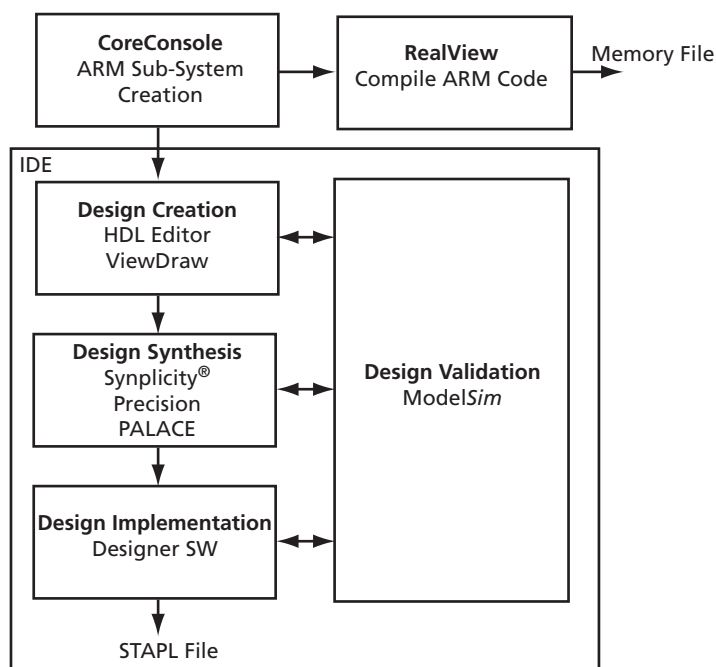 CoreConsole
ARM Sub-System
Creation
RealView
Compile ARM Code
Memory File
IDE
Design Creation
HDL Editor
ViewDraw
Design Synthesis
Synplicity®
Precision
PALACE
Design Validation
ModelSim
Design Implementation
Designer SW
STAPL File